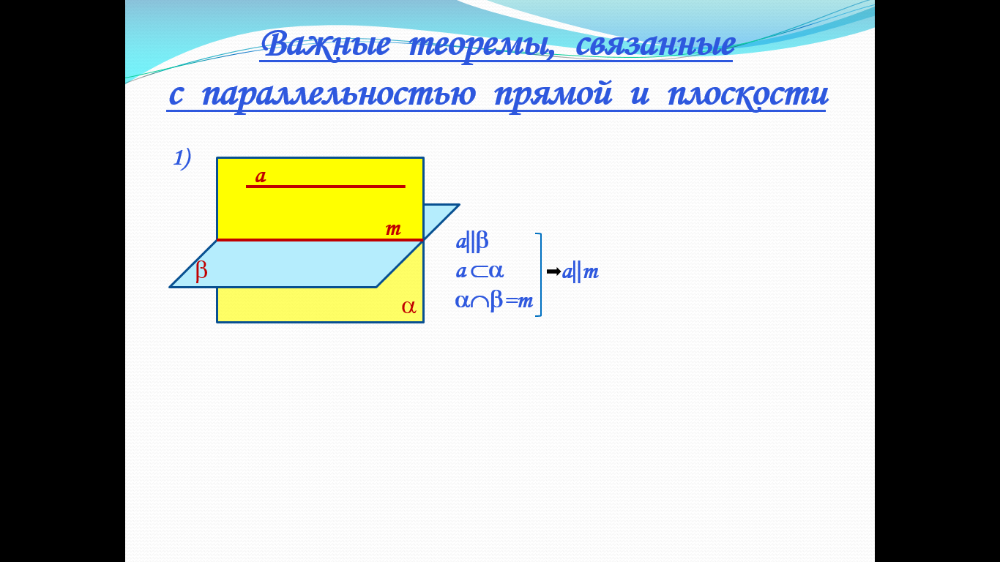 Важные теоремы, связанные
с параллельностью прямой и плоскости
1)
a
m
β
α
a||β
a⊂α
α∩β=m
➡a||m